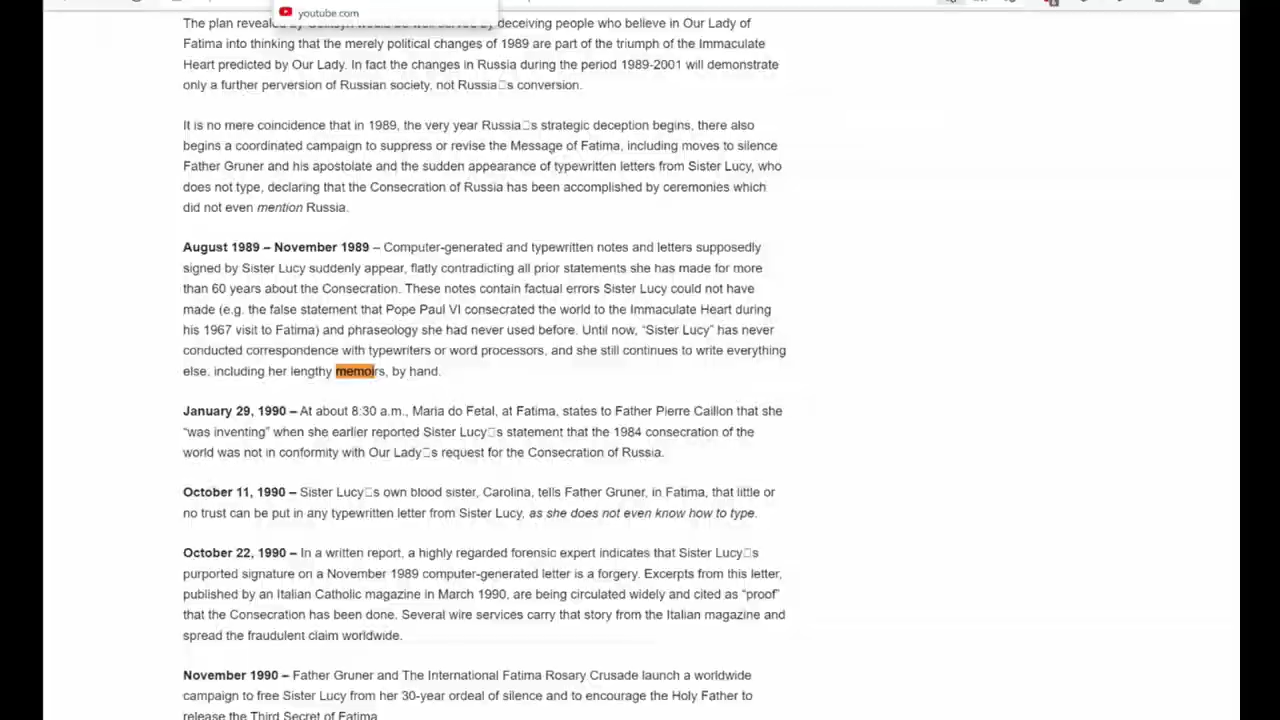 youtube.com
The plan revealed by Golitsyn would be well served by deceiving people who believe in Our Lady of
Fatima into thinking that the merely political changes of 1989 are part of the triumph of the Immaculate
Heart predicted by Our Lady. In fact the changes in Russia during the period 1989-2001 will demonstrate
only a further perversion of Russian society, not Russia□s conversion.
It is no mere coincidence that in 1989, the very year Russia□s strategic deception begins, there also
begins a coordinated campaign to suppress or revise the Message of Fatima, including moves to silence
Father Gruner and his apostolate and the sudden appearance of typewritten letters from Sister Lucy, who
does not type, declaring that the Consecration of Russia has been accomplished by ceremonies which
did not even mention Russia.
August 1989 – November 1989 – Computer-generated and typewritten notes and letters supposedly
signed by Sister Lucy suddenly appear, flatly contradicting all prior statements she has made for more
than 60 years about the Consecration. These notes contain factual errors Sister Lucy could not have
made (e.g. the false statement that Pope Paul VI consecrated the world to the Immaculate Heart during
his 1967 visit to Fatima) and phraseology she had never used before. Until now, “Sister Lucy” has never
conducted correspondence with typewriters or word processors, and she still continues to write everything
else, including her lengthy memoirs, by hand.
January 29, 1990 – At about 8:30 a.m., Maria do Fetal, at Fatima, states to Father Pierre Caillon that she
“was inventing” when she earlier reported Sister Lucy□s statement that the 1984 consecration of the
world was not in conformity with Our Lady□s request for the Consecration of Russia.
October 11, 1990 – Sister Lucy□s own blood sister, Carolina, tells Father Gruner, in Fatima, that little or
no trust can be put in any typewritten letter from Sister Lucy, as she does not even know how to type.
October 22, 1990 – In a written report, a highly regarded forensic expert indicates that Sister Lucy□s
purported signature on a November 1989 computer-generated letter is a forgery. Excerpts from this letter,
published by an Italian Catholic magazine in March 1990, are being circulated widely and cited as “proof”
that the Consecration has been done. Several wire services carry that story from the Italian magazine and
spread the fraudulent claim worldwide.
November 1990 – Father Gruner and The International Fatima Rosary Crusade launch a worldwide
campaign to free Sister Lucy from her 30-year ordeal of silence and to encourage the Holy Father to
release the Third Secret of Fatima